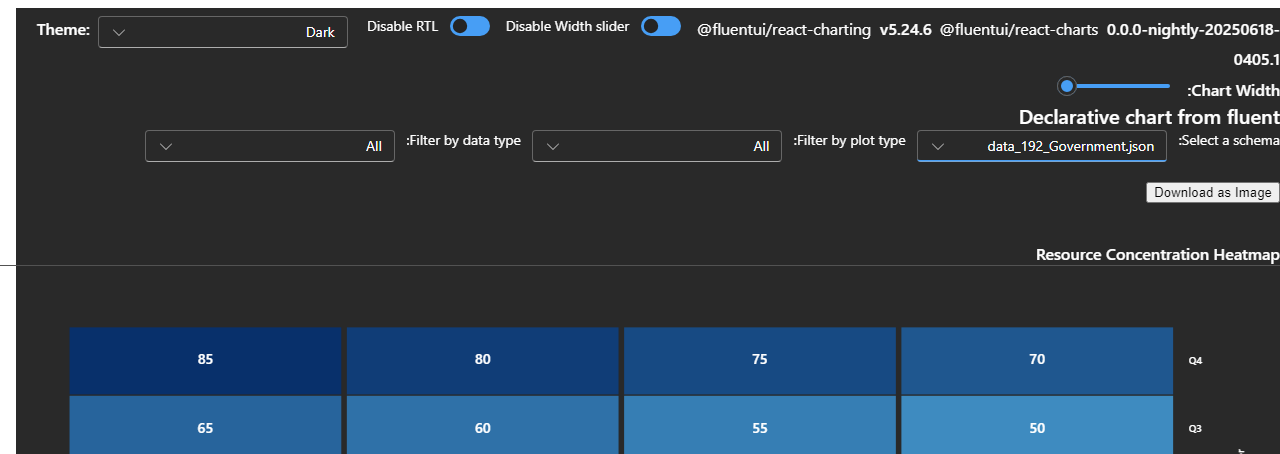 Theme: Dark Disable RTL Disable Width slider @fluentui/react-charting v5.24.6 @fluentui/react-charts 0.0.0-nightly-20250618-
0405.1
:Chart Width
Declarative chart from fluent
:Select a schema data_192_Government.json :Filter by plot type All :Filter by data type All
Download as Image
Resource Concentration Heatmap
85 80 75 70 Q4
65 60 55 50 Q3